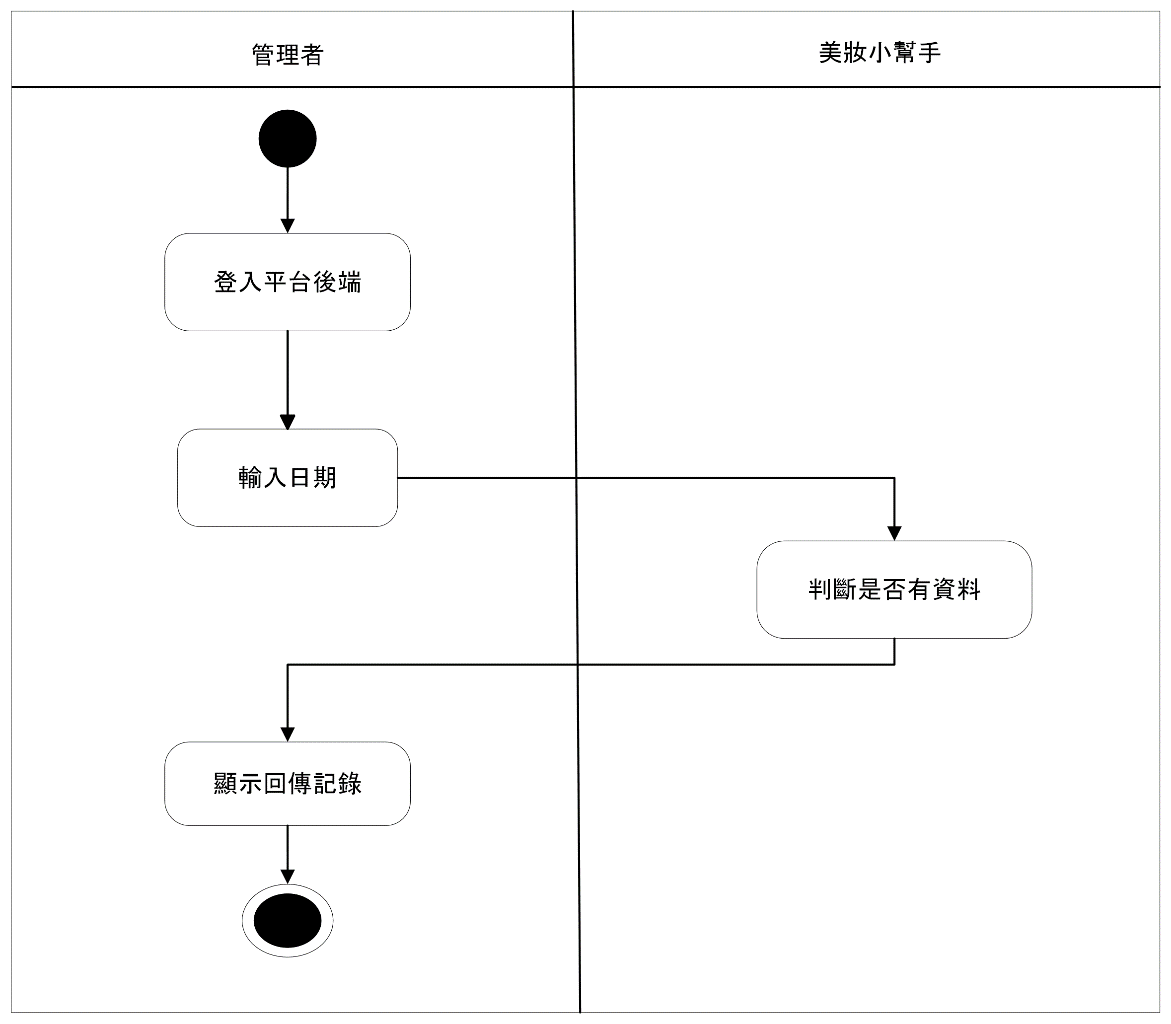 管理者
美妝小幫手
登入平台後端
輸入日期
判斷是否有資料
顯示回傳記錄